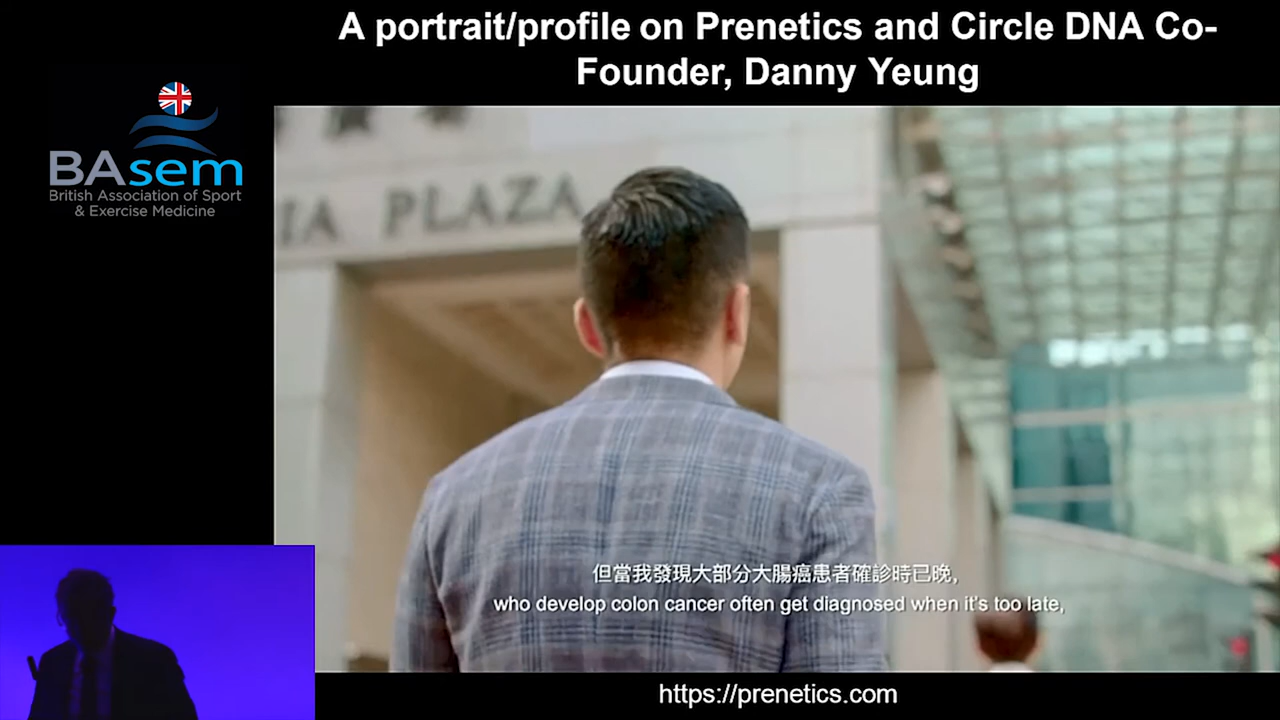 A portrait/profile on Prenetics and Circle DNA Co-
Founder, Danny Yeung
BAsem
British Association of Sport
& Exercise Medicine
PLAZA
但當我發現大部分大腸癌患者確診時已晚,
who develop colon cancer often get diagnosed when it's too late,
https://prenetics.com